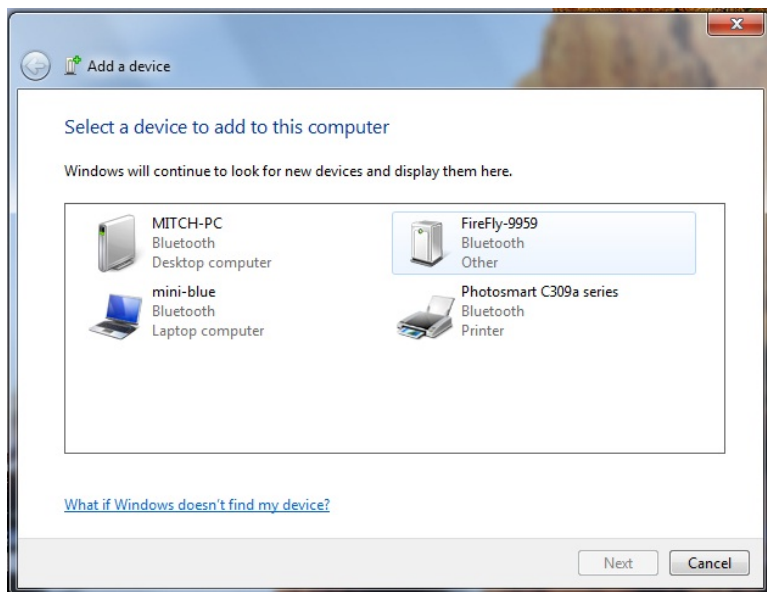 Add a device
Select a device to add to this computer
Windows will continue to look for new devices and display them here.
MITCH-PC
Bluetooth
Desktop computer
FireFly-9959
Bluetooth
Other
mini-blue
Bluetooth
Laptop computer
Photosmart C309a series
Bluetooth
Printer
What if Windows doesn't find my device?
Next
Cancel